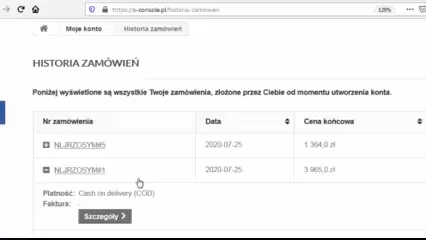 https://x-console.pl/historia-zamowien 120%
Moje konto Historia zamówień
HISTORIA ZAMÓWIEŃ
Poniżej wyświetlone są wszystkie Twoje zamówienia, złożone przez Ciebie od momentu utworzenia konta.
Nr zamówienia Data Cena końcowa
NLJRZOSYM#5 2020-07-25 1 364,0 zł
NLJRZOSYM#1 2020-07-25 3 965,0 zł
Płatność: Cash on delivery (COD)
Faktura: -
Szczegóły